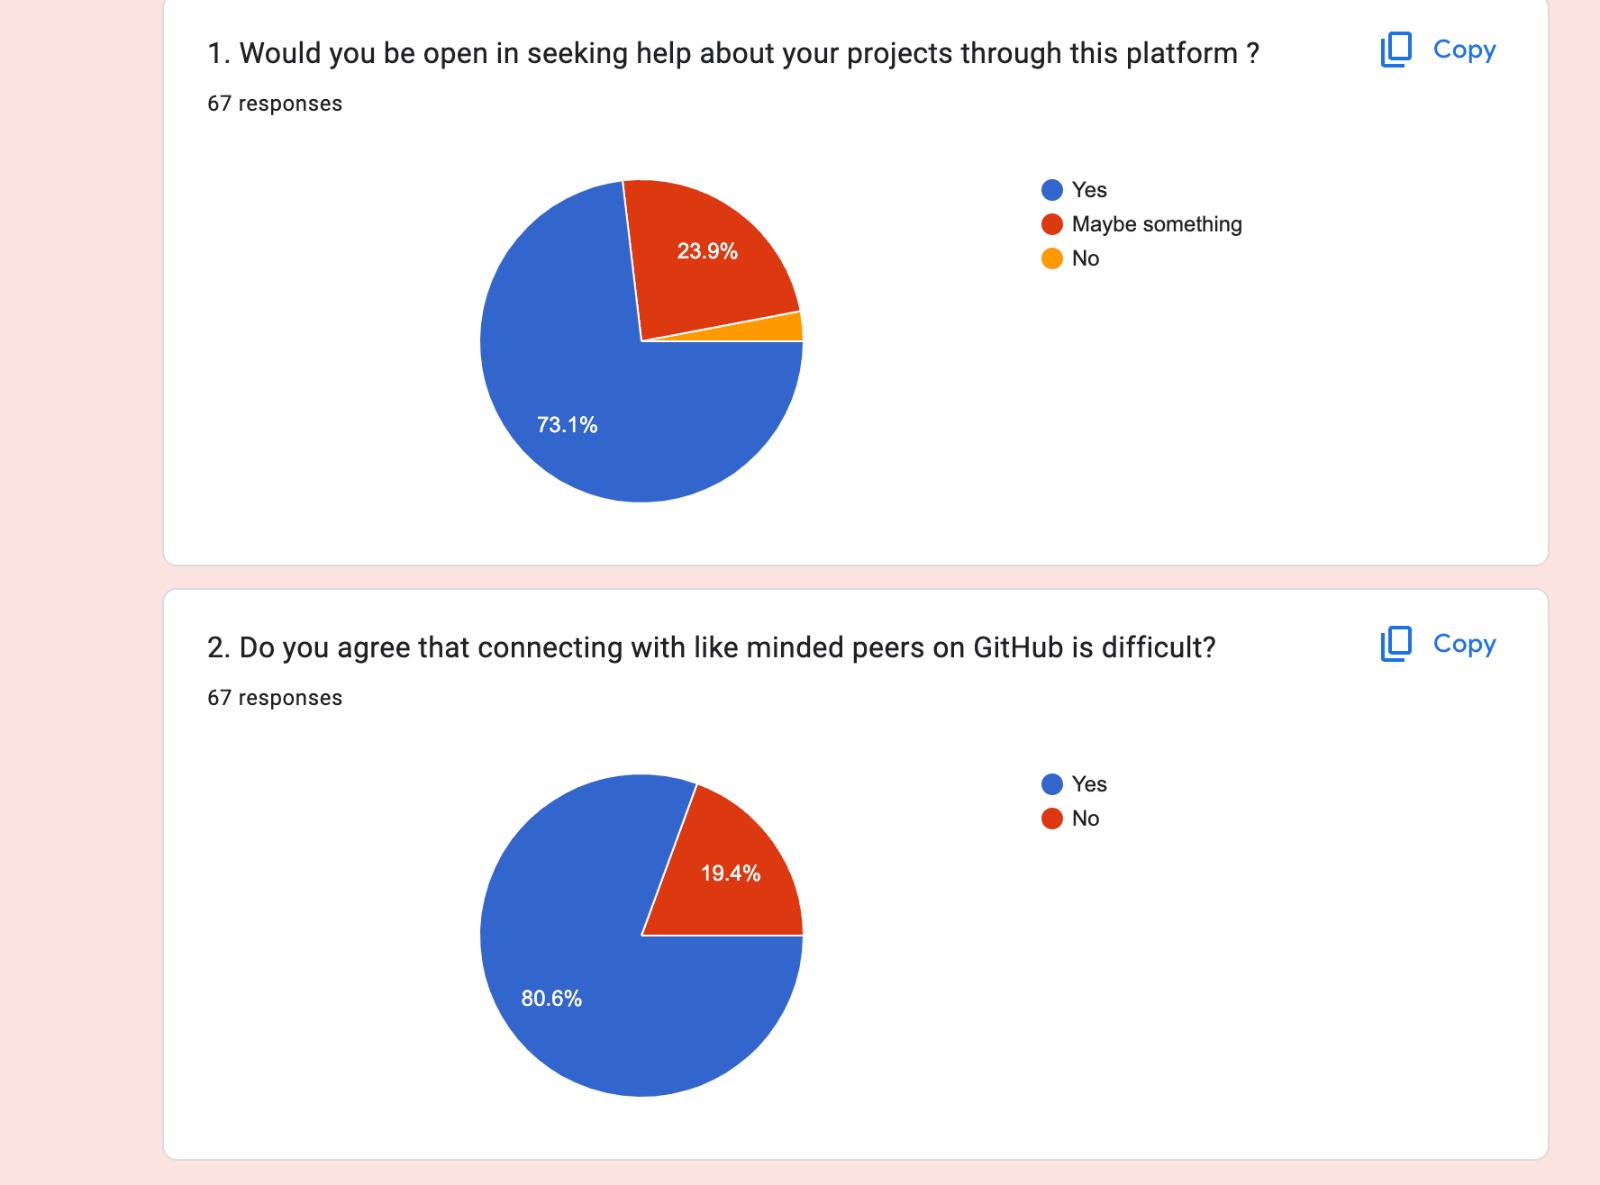 1. Would you be open in seeking help about your projects through this platform ?
Copy
67 responses
Yes
Maybe something
No
23.9%
73.1%
2. Do you agree that connecting with like minded peers on GitHub is difficult?
Copy
67 responses
Yes
No
19.4%
80.6%